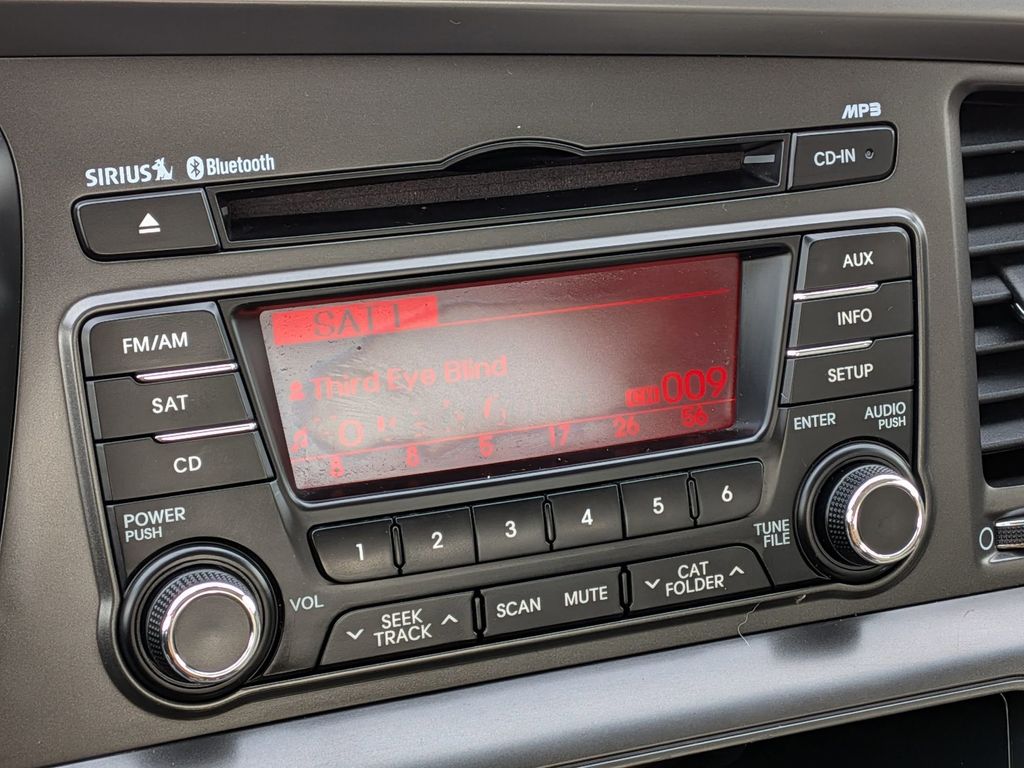 MP3
SIRIUS Bluetooth
CD-IN
AUX
FM/AM
INFO
SAT
SETUP
CD
SAT1
Third Eye Blind
CH 009
8 8 5 17 26 56
ENTER
AUDIO
PUSH
POWER
PUSH
1 2 3 4 5 6
TUNE
FILE
VOL
SEEK
TRACK
SCAN MUTE
CAT
FOLDER
O